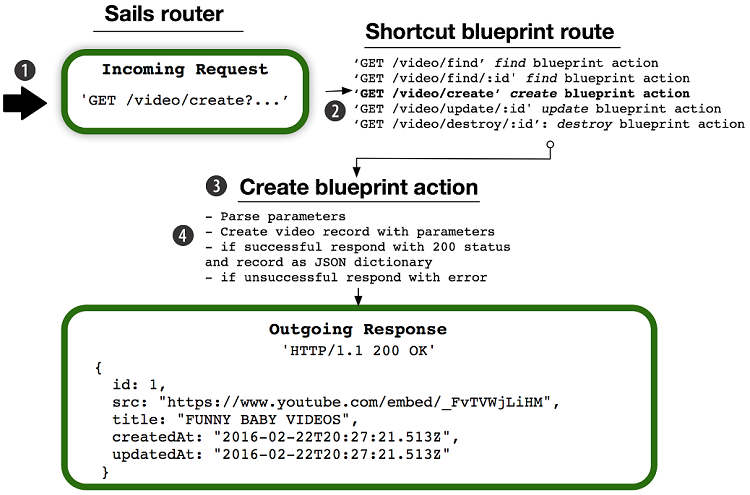 Sails router
1
Incoming Request
'GET /video/create?...’
Shortcut blueprint route
‘GET /video/find’ find blueprint action
‘GET /video/find/:id' find blueprint action
‘GET /video/create’ create blueprint action
2
‘GET /video/update/:id' update blueprint action
‘GET /video/destroy/:id’: destroy blueprint action
3
Create blueprint action
4
- Parse parameters
- Create video record with parameters
- if successful respond with 200 status
and record as JSON dictionary
- if unsuccessful respond with error
Outgoing Response
'HTTP/1.1 200 OK'
{
id: 1,
src: "https://www.youtube.com/embed/_FvTVWjLiHM",
title: "FUNNY BABY VIDEOS",
createdAt: "2016-02-22T20:27:21.513Z",
updatedAt: "2016-02-22T20:27:21.513Z"
}